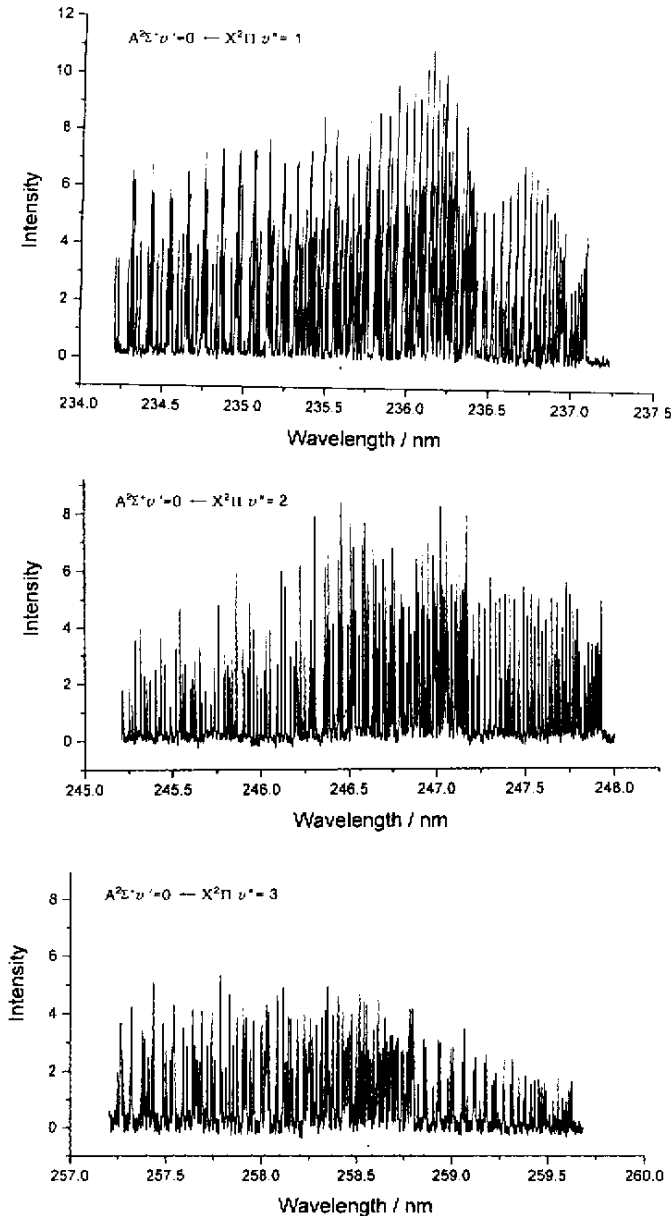 12
A²Σ⁺υ'=0 ← X²Π υ"= 1
10
8
6
4
2
0
Intensity
234.0 234.5 235.0 235.5 236.0 236.5 237.0 237.5
Wavelength / nm
A²Σ⁺υ'=0 ← X²Π υ"= 2
8
6
4
2
0
Intensity
245.0 245.5 246.0 246.5 247.0 247.5 248.0
Wavelength / nm
A²Σ⁺υ'=0 ← X²Π υ"= 3
8
6
4
2
0
Intensity
257.0 257.5 258.0 258.5 259.0 259.5 260.0
Wavelength / nm